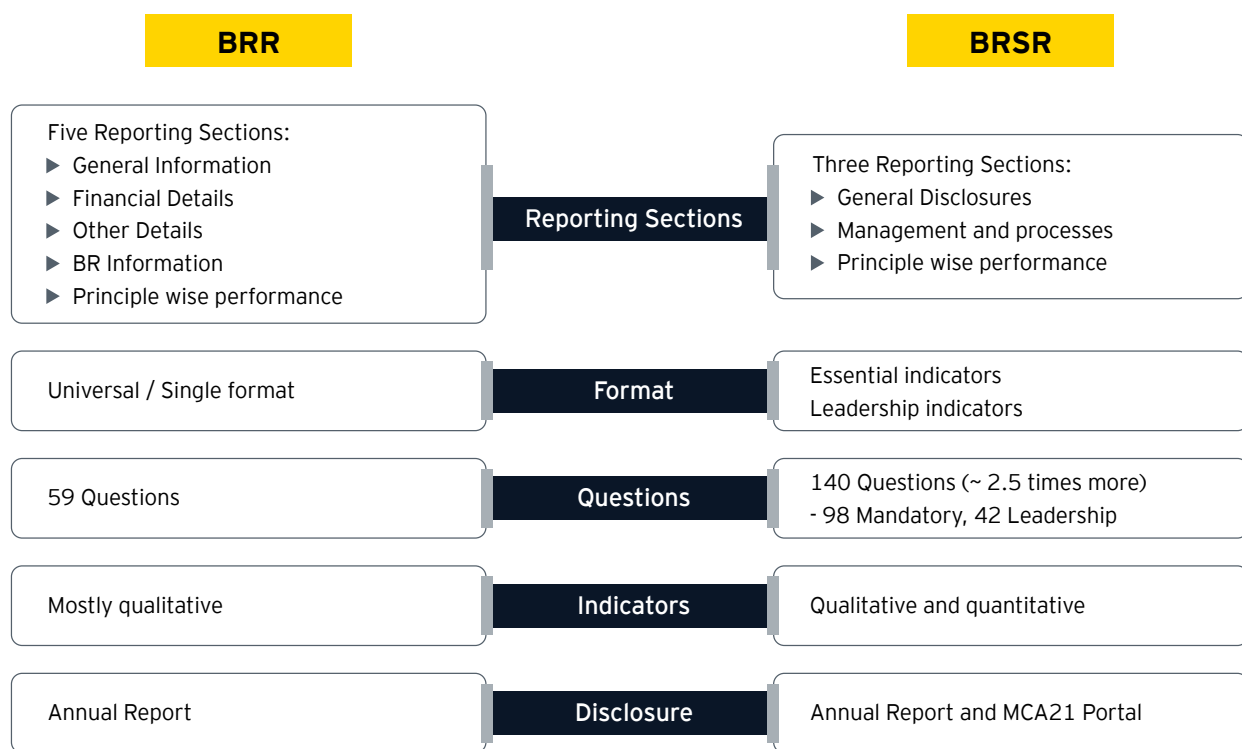 BRR
BRSR
Five Reporting Sections:
General Information
Financial Details
Other Details
BR Information
Principle wise performance
Reporting Sections
Three Reporting Sections:
General Disclosures
Management and processes
Principle wise performance
Universal / Single format
Format
Essential indicators
Leadership indicators
59 Questions
Questions
140 Questions (~ 2.5 times more)
- 98 Mandatory, 42 Leadership
Mostly qualitative
Indicators
Qualitative and quantitative
Annual Report
Disclosure
Annual Report and MCA21 Portal